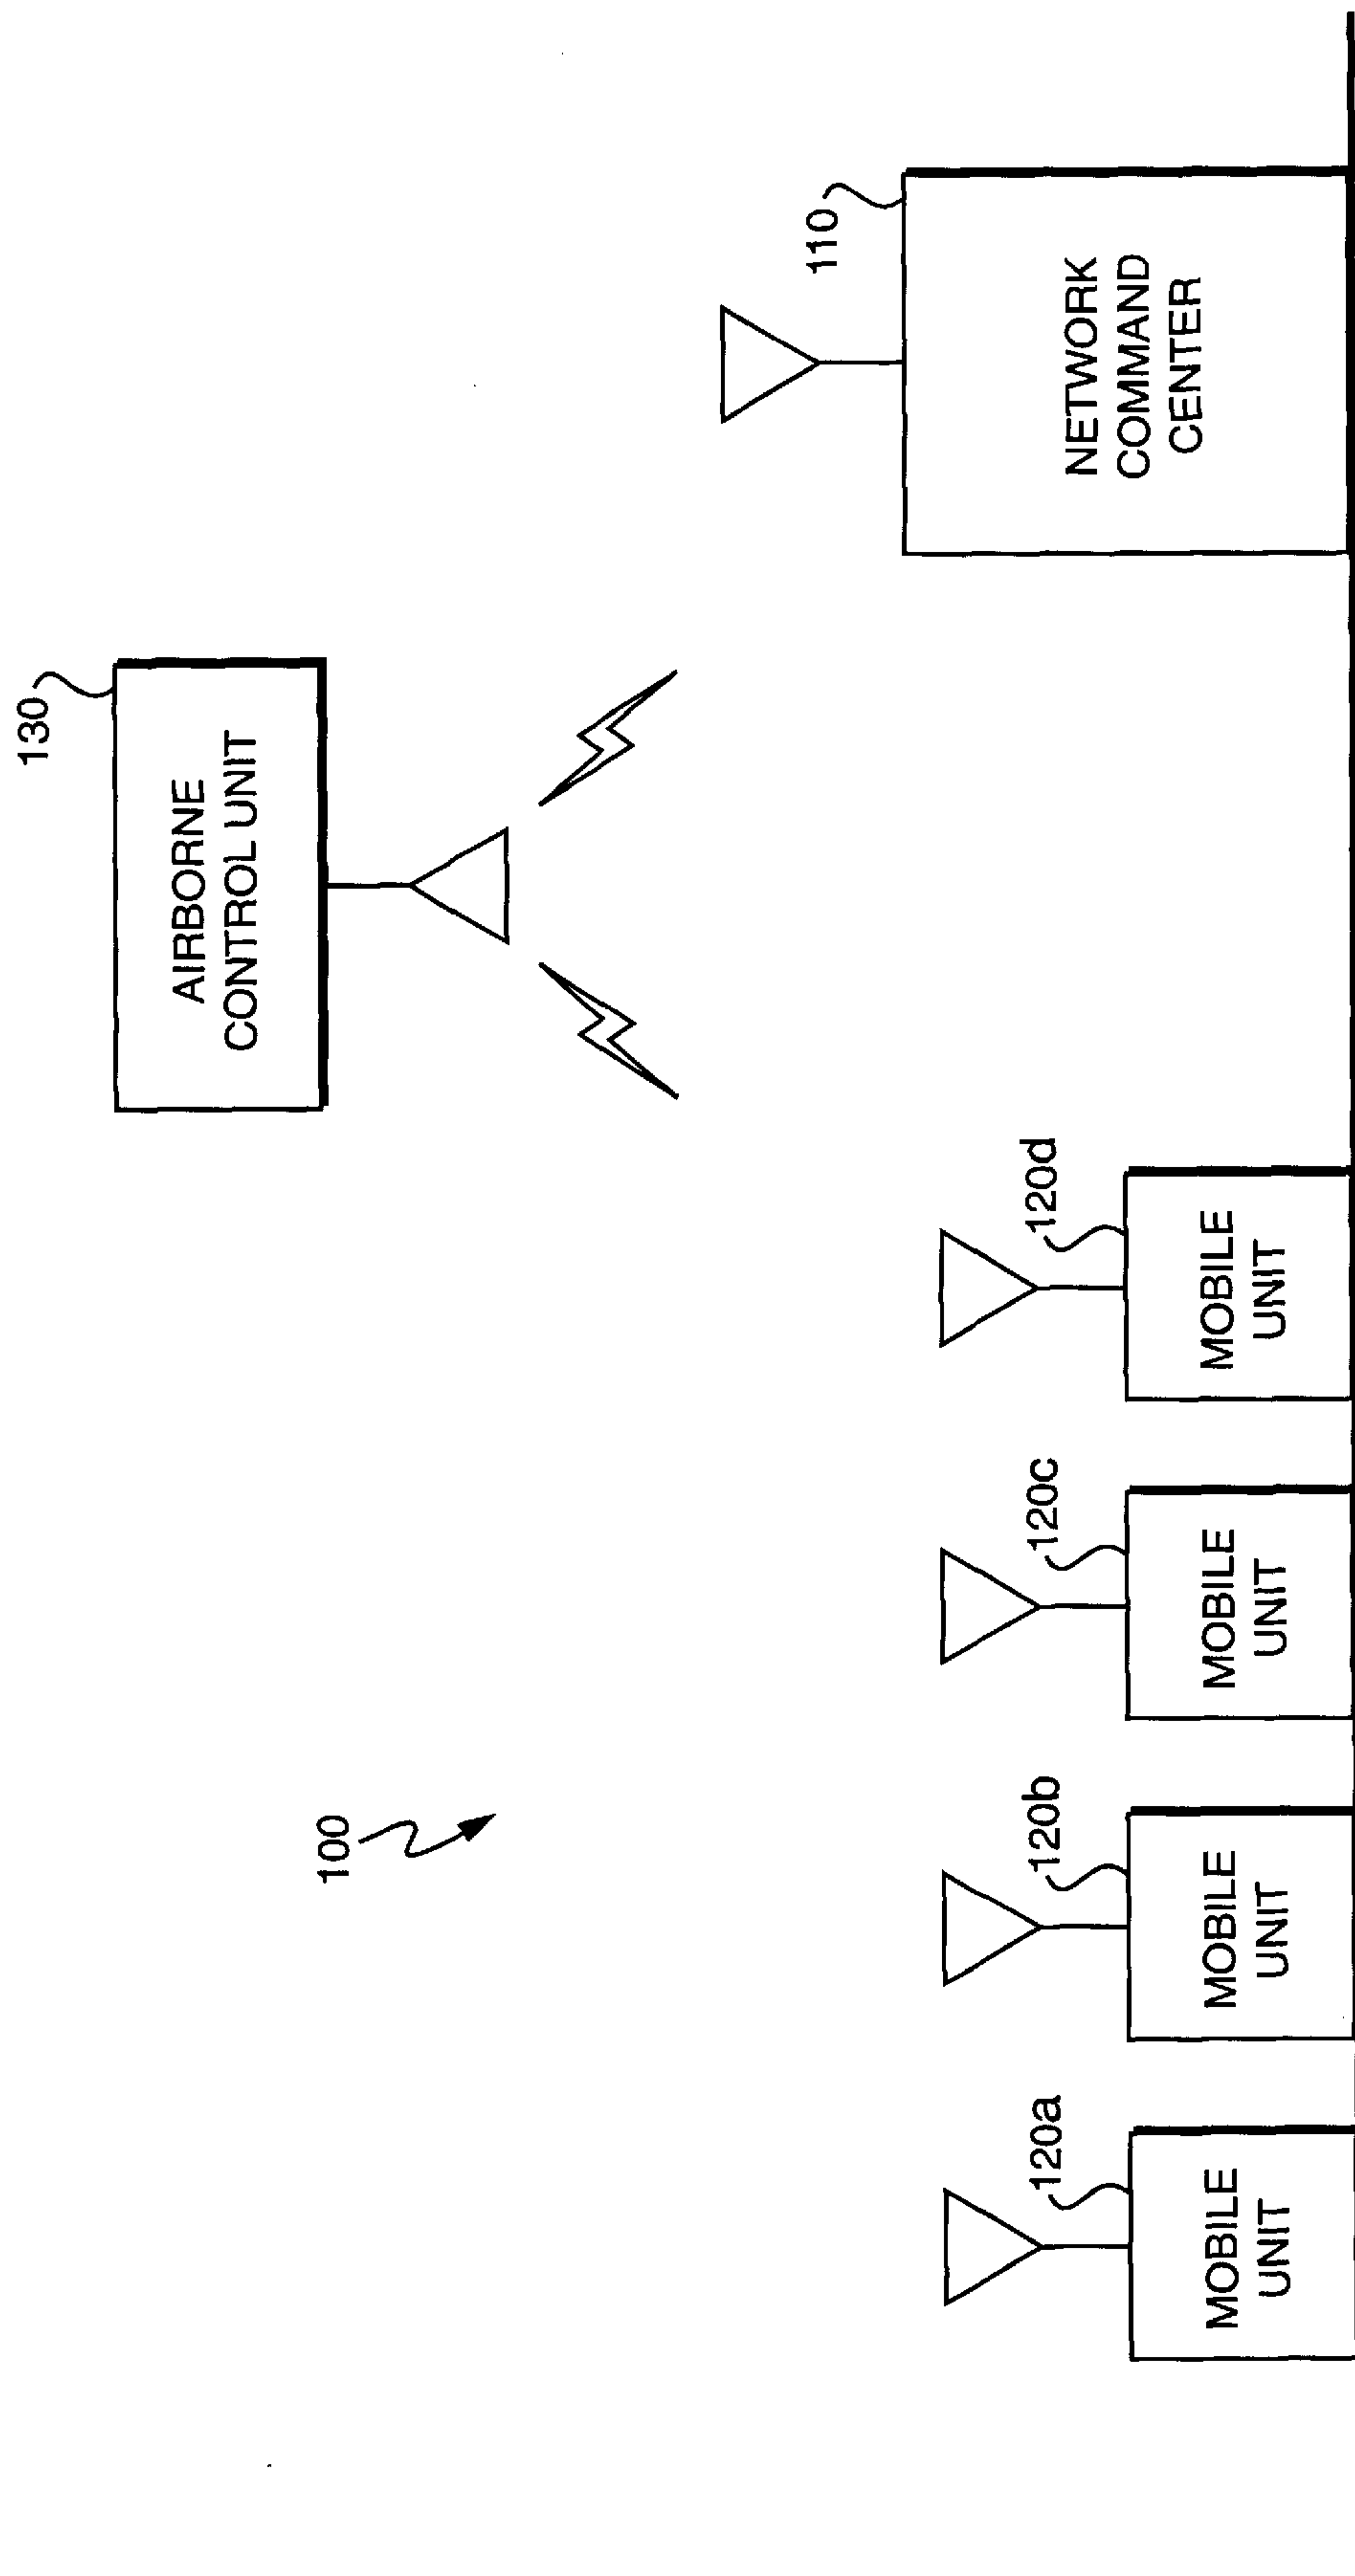 130
AIRBORNE
CONTROL UNIT
100
110
NETWORK
COMMAND
CENTER
120a
MOBILE
UNIT
120b
MOBILE
UNIT
120c
MOBILE
UNIT
120d
MOBILE
UNIT